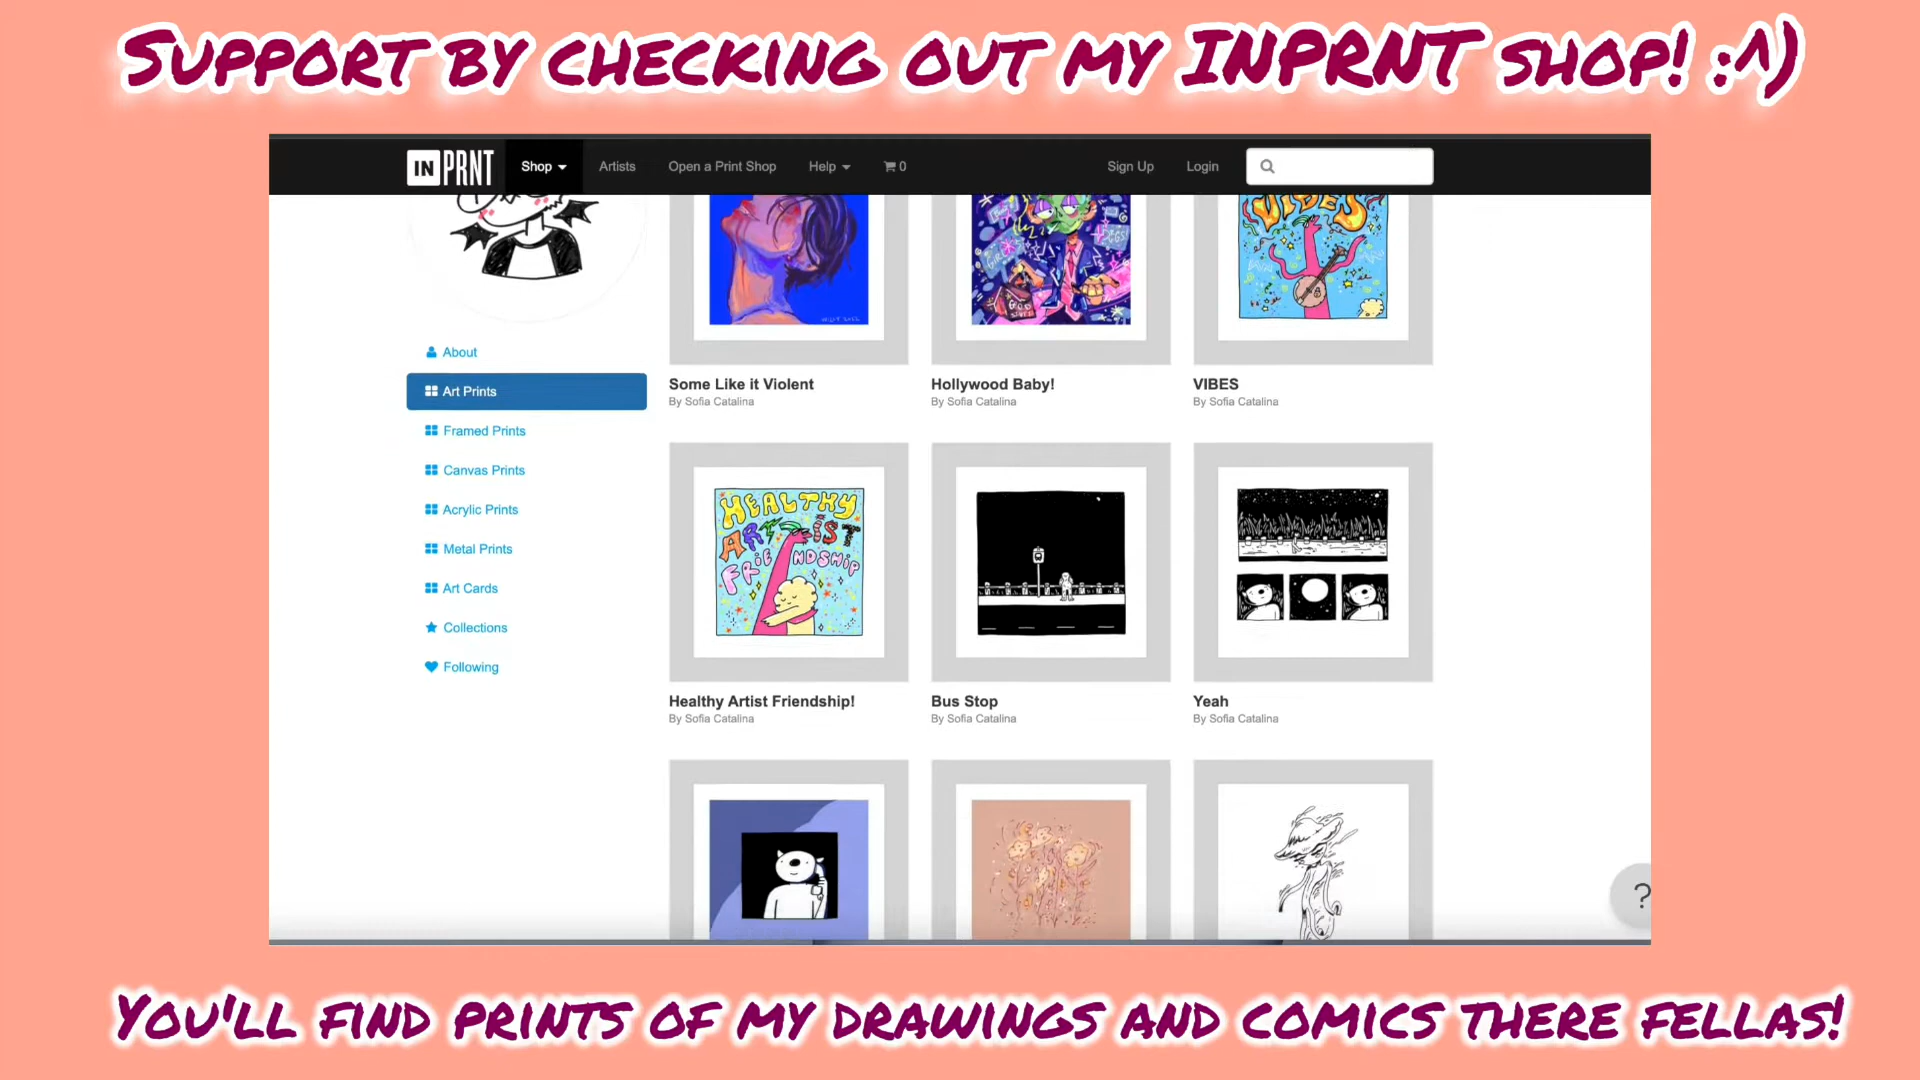 Support by checking out my INPRNT shop! :^)
INPRNT Shop Artists Open a Print Shop Help 0 Sign Up Login
VIBES
About
Art Prints
Framed Prints
Canvas Prints
Acrylic Prints
Metal Prints
Art Cards
Collections
Following
Some Like it Violent
By Sofia Catalina
Hollywood Baby!
By Sofia Catalina
VIBES
By Sofia Catalina
HEALTHY
ARTIST
FRIENDSHIP
Healthy Artist Friendship!
By Sofia Catalina
Bus Stop
By Sofia Catalina
Yeah
By Sofia Catalina
?
You'll find prints of my drawings and comics there fellas!